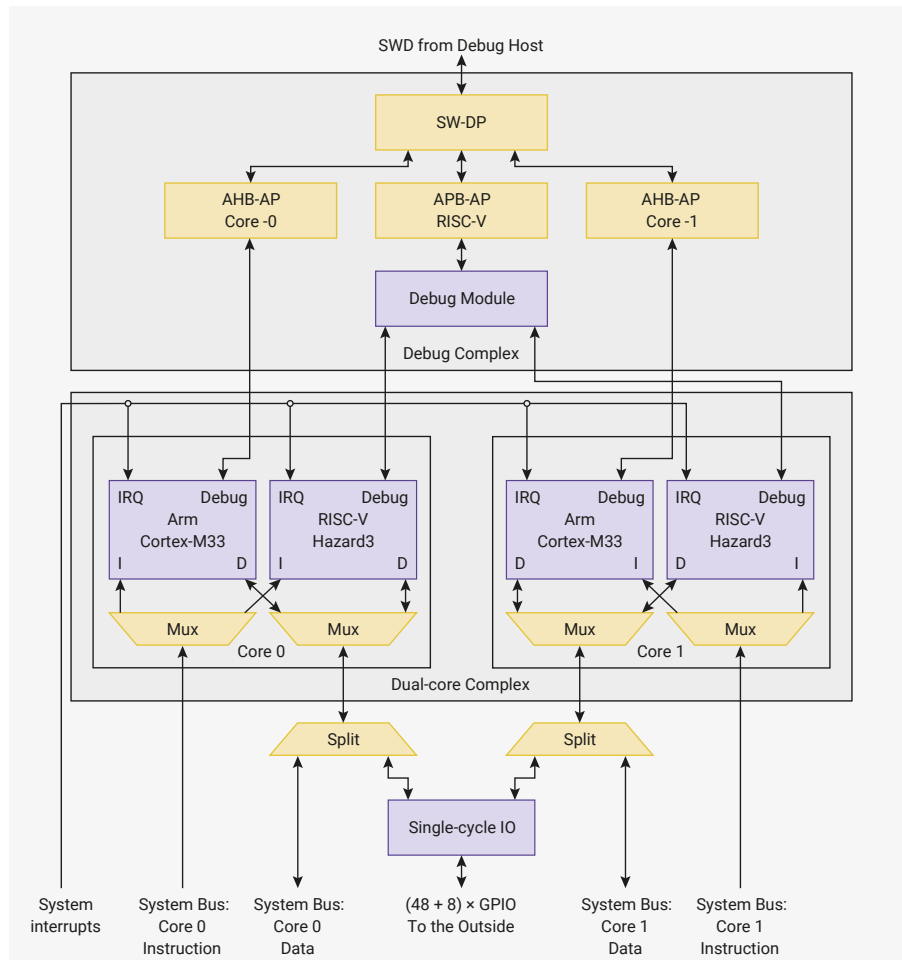 SWD from Debug Host
SW-DP
AHB-AP
Core -0
APB-AP
RISC-V
AHB-AP
Core -1
Debug Module
Debug Complex
IRQ Debug
Arm
Cortex-M33
I D
IRQ Debug
RISC-V
Hazard3
I D
IRQ Debug
Arm
Cortex-M33
D I
IRQ Debug
RISC-V
Hazard3
D I
Mux
Mux
Core 0
Mux
Mux
Core 1
Dual-core Complex
Split
Split
Single-cycle IO
System
interrupts
System Bus:
Core 0
Instruction
System Bus:
Core 0
Data
(48 + 8) × GPIO
To the Outside
System Bus:
Core 1
Data
System Bus:
Core 1
Instruction